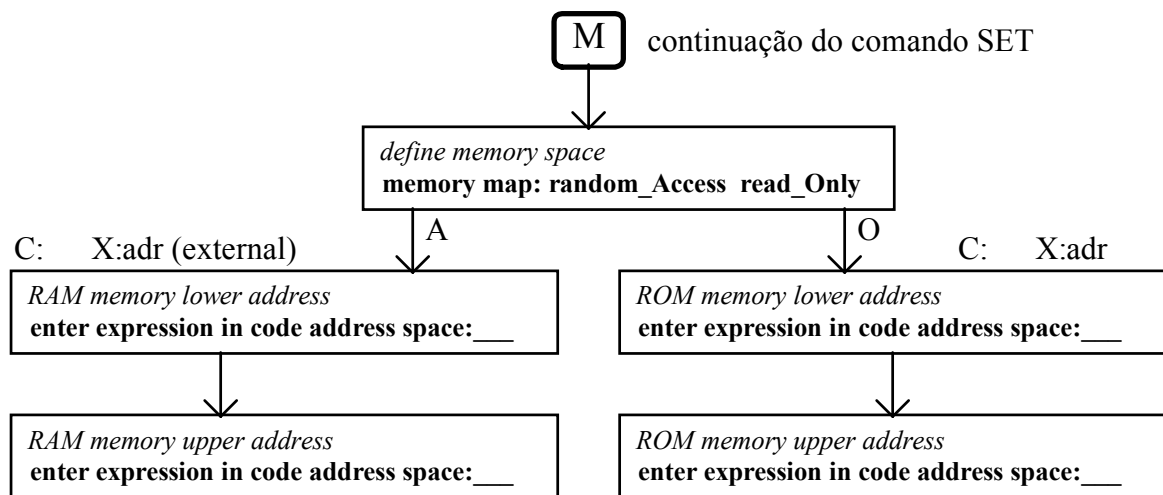 M continuação do comando SET
define memory space
memory map: random_Access read_Only
A O
C: X:adr (external) C: X:adr
RAM memory lower address
enter expression in code address space:___
ROM memory lower address
enter expression in code address space:___
RAM memory upper address
enter expression in code address space:___
ROM memory upper address
enter expression in code address space:___